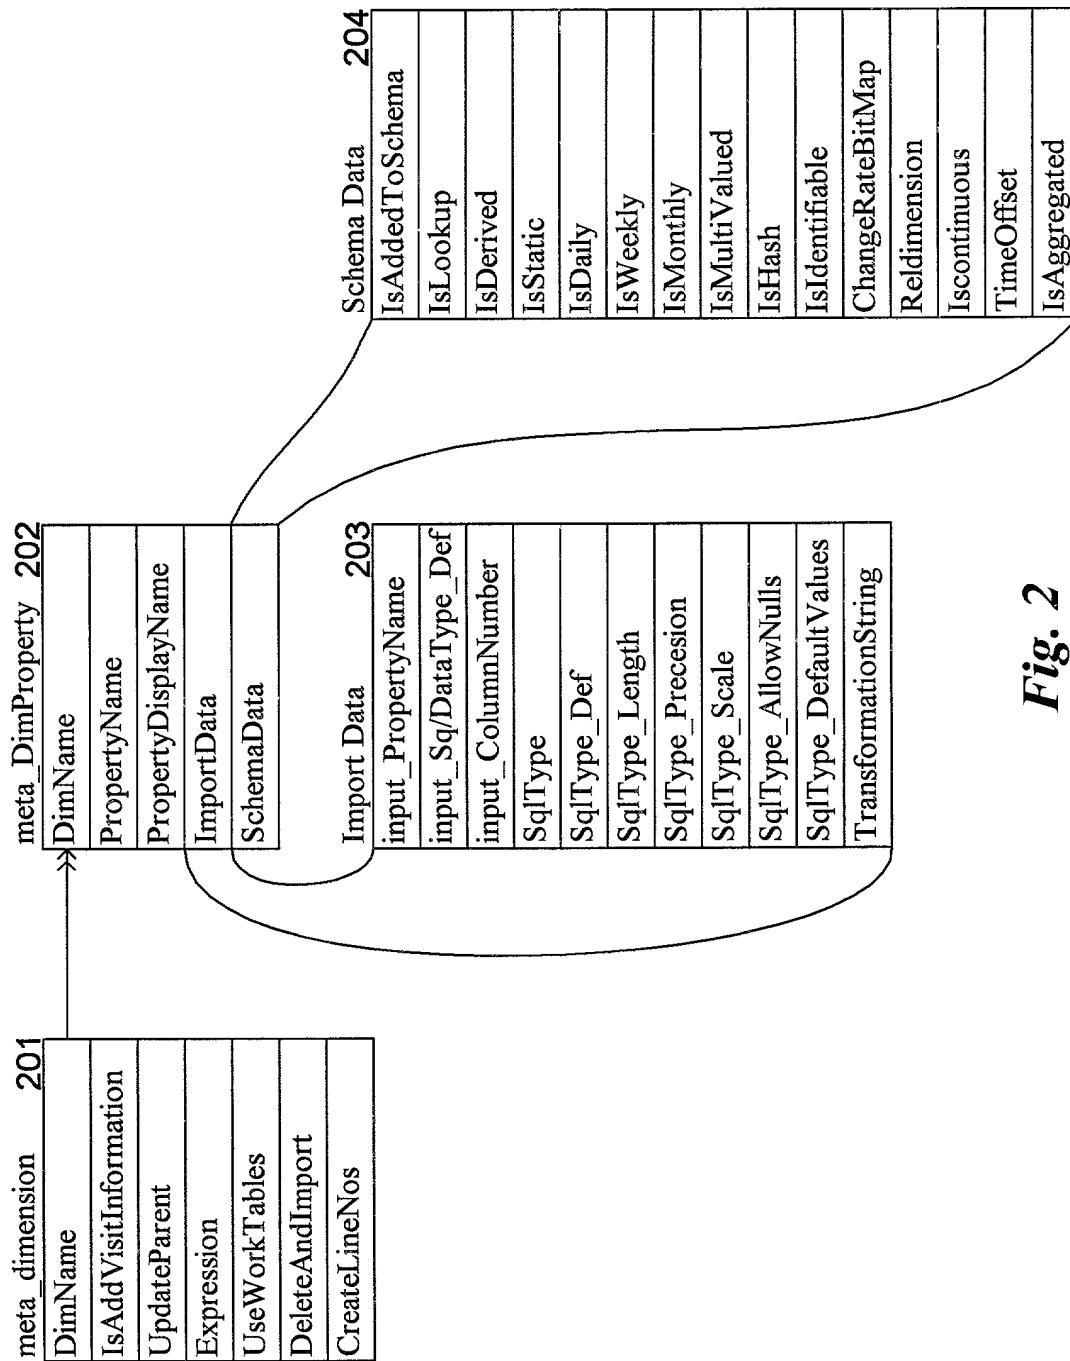 meta_dimension 201
DimName
IsAddVisitInformation
UpdateParent
Expression
UseWorkTables
DeleteAndImport
CreateLineNos
meta_DimProperty 202
DimName
PropertyName
PropertyDisplayName
ImportData
SchemaData
Import Data 203
input_PropertyName
input_Sq/DataType_Def
input_ColumnNumber
SqlType
SqlType_Def
SqlType_Length
SqlType_Precesion
SqlType_Scale
SqlType_AllowNulls
SqlType_DefaultValues
TransformationString
Schema Data 204
IsAddedToSchema
IsLookup
IsDerived
IsStatic
IsDaily
IsWeekly
IsMonthly
IsMultiValued
IsHash
IsIdentifiable
ChangeRateBitMap
Reldimension
Iscontinuous
TimeOffset
IsAggregated
Fig. 2